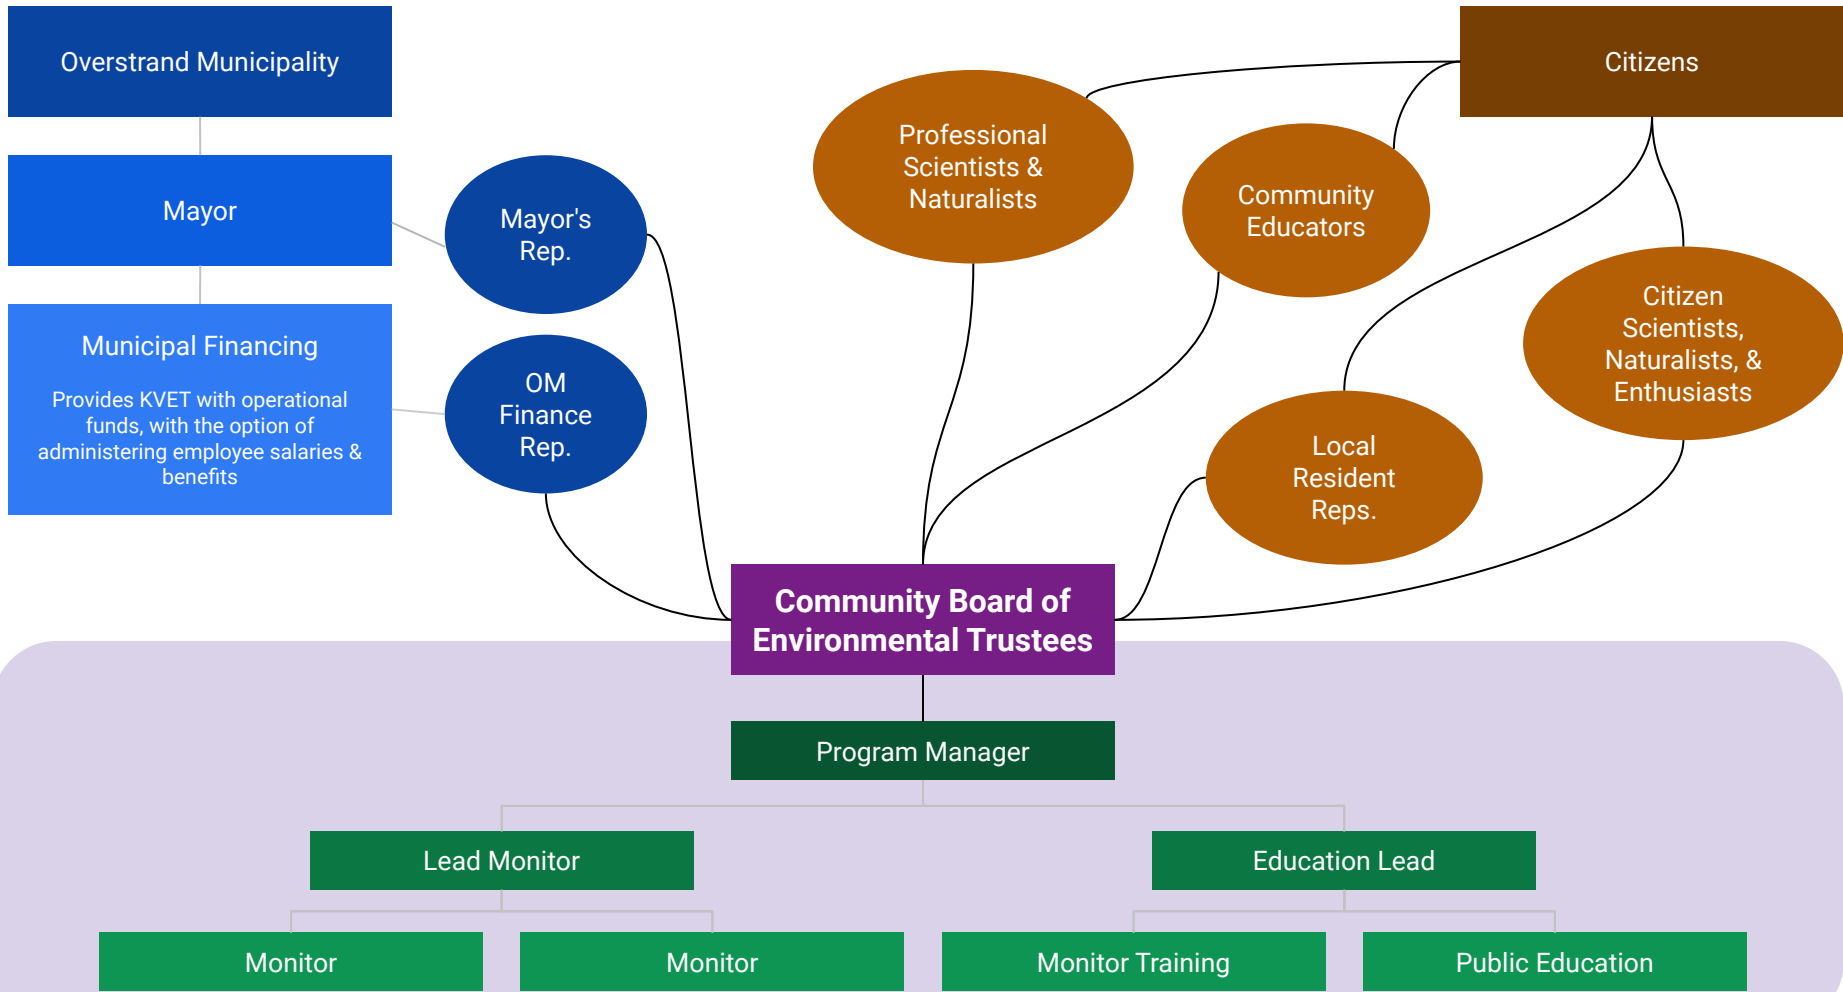 Overstrand Municipality
Mayor
Municipal Financing
Provides KVET with operational
funds, with the option of
administering employee salaries &
benefits
Mayor's
Rep.
OM
Finance
Rep.
Professional
Scientists &
Naturalists
Community
Educators
Citizens
Citizen
Scientists,
Naturalists, &
Enthusiasts
Local
Resident
Reps.
Community Board of
Environmental Trustees
Program Manager
Lead Monitor
Education Lead
Monitor
Monitor
Monitor Training
Public Education